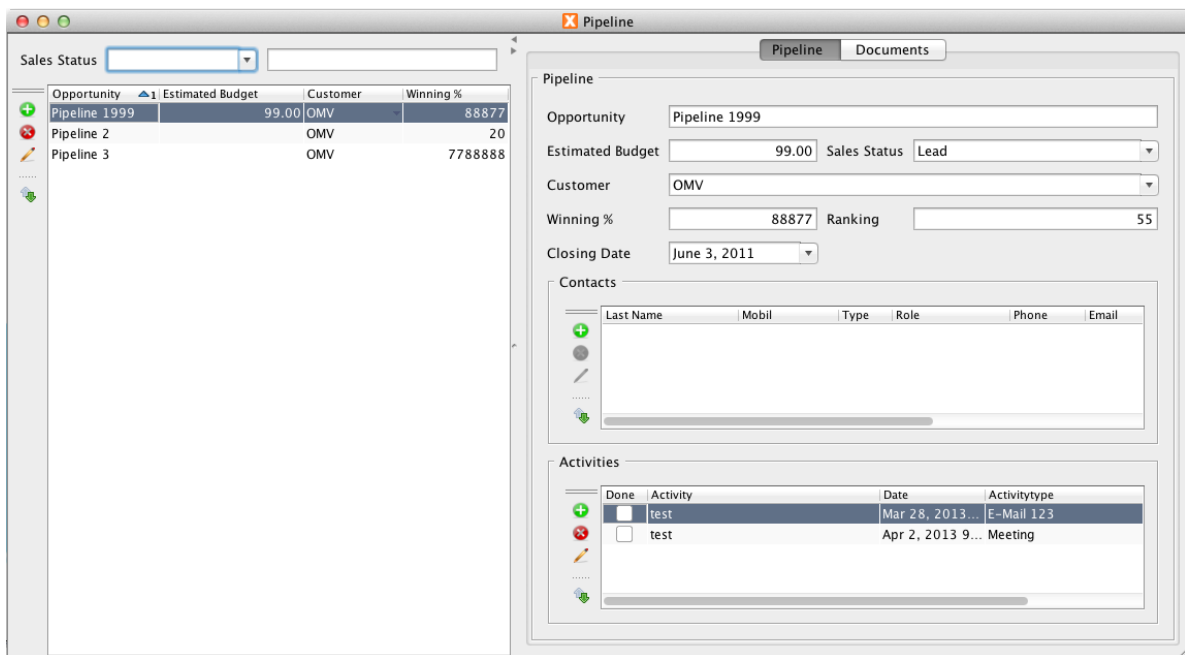 Pipeline
Sales Status
Opportunity 1 Estimated Budget Customer Winning %
Pipeline 1999 99.00 OMV 88877
Pipeline 2 OMV 20
Pipeline 3 OMV 7788888
Pipeline Documents
Pipeline
Opportunity Pipeline 1999
Estimated Budget 99.00 Sales Status Lead
Customer OMV
Winning % 88877 Ranking 55
Closing Date June 3, 2011
Contacts
Last Name Mobil Type Role Phone Email
Activities
Done Activity Date Activitytype
test Mar 28, 2013... E-Mail 123
test Apr 2, 2013 9... Meeting